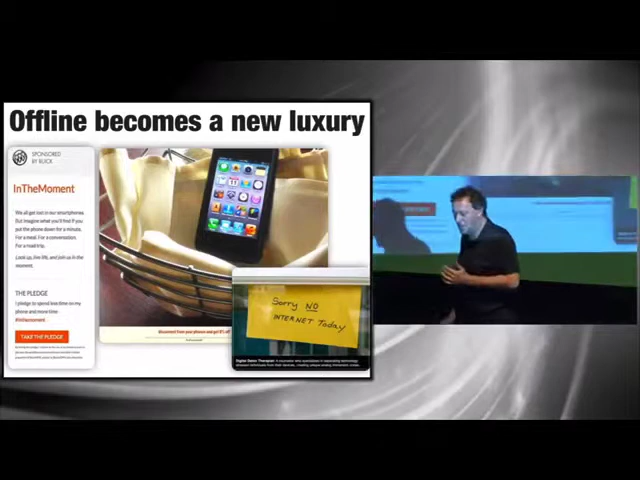 Offline becomes a new luxury
SPONSORED
BY BUICK
InTheMoment
We all get lost in our smartphones.
But imagine what you'll find if you
put the phone down for a minute.
For a meal. For a conversation.
For a road trip.
Look up, live life, and join us in the
moment.
THE PLEDGE
I pledge to spend less time on my
phone and more time
#inthemoment.
TAKE THE PLEDGE
Sorry NO
INTERNET Today
Digital Detox Therapist: